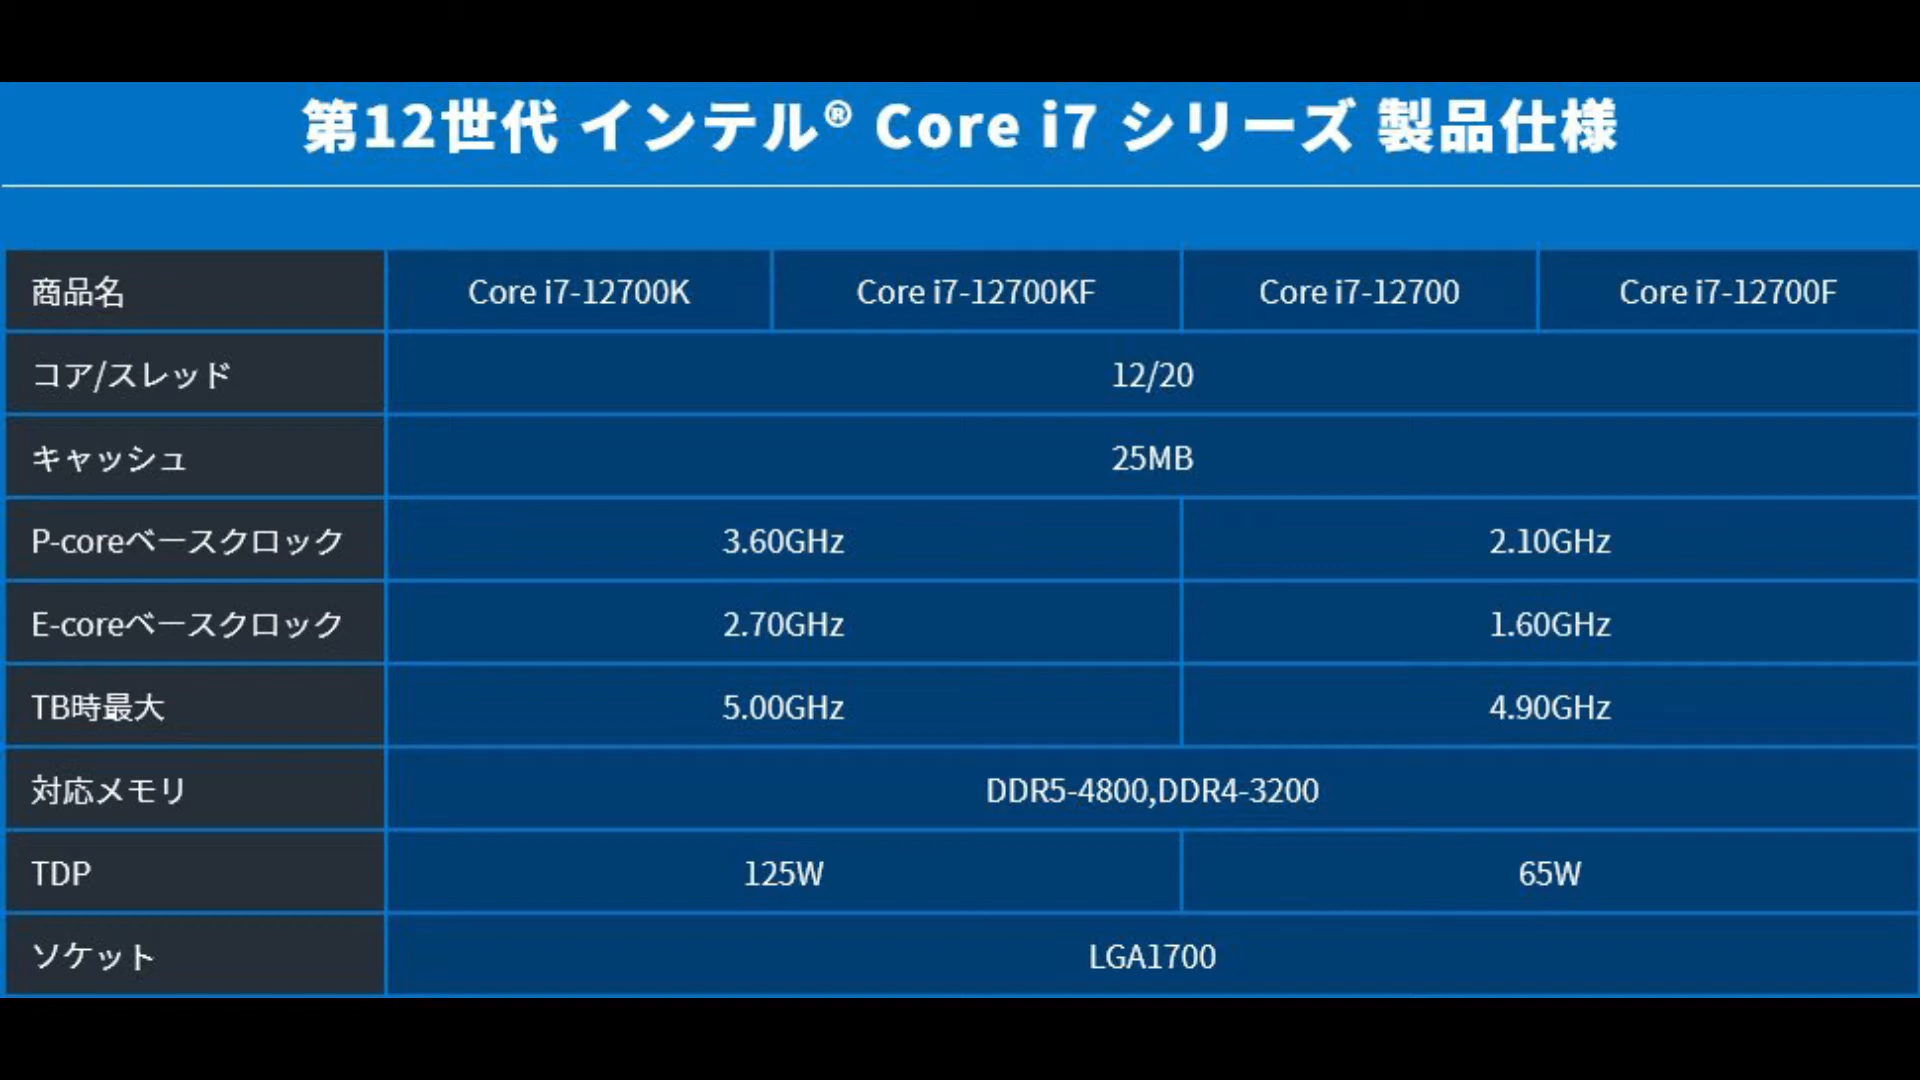 第12世代 インテル® Core i7 シリーズ 製品仕様
商品名 Core i7-12700K Core i7-12700KF Core i7-12700 Core i7-12700F
コア/スレッド 12/20
キャッシュ 25MB
P-coreベースクロック 3.60GHz 2.10GHz
E-coreベースクロック 2.70GHz 1.60GHz
TB時最大 5.00GHz 4.90GHz
対応メモリ DDR5-4800,DDR4-3200
TDP 125W 65W
ソケット LGA1700